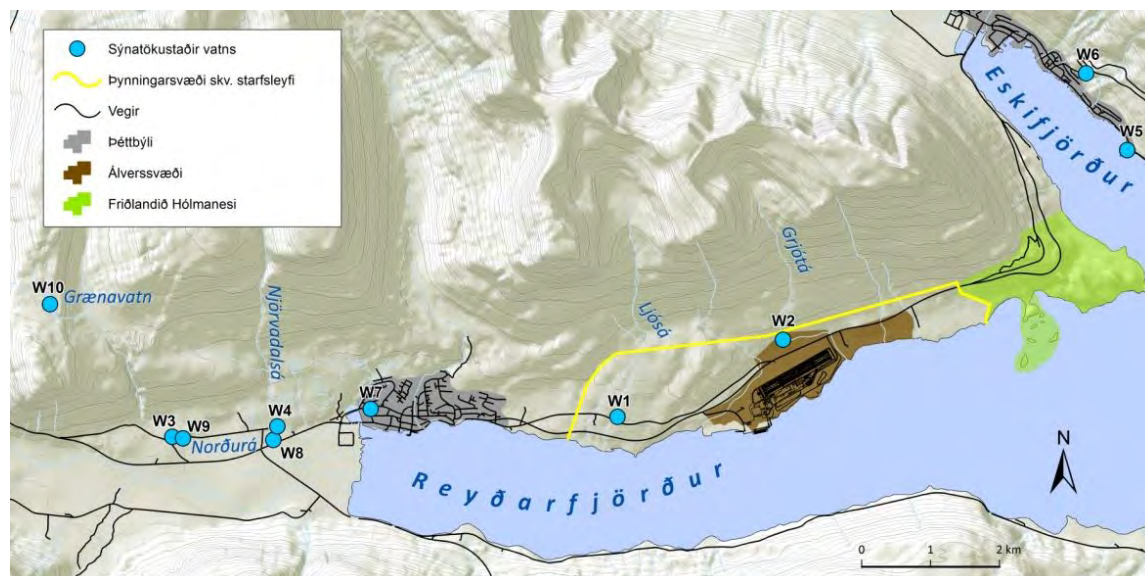 Sýnatökustaðir vatns
Þynningarsvæði skv. starfsleyfi
Vegir
Þéttbýli
Álverssvæði
Friðlandið Hólmanesi
W6
W5
Eskifjörður
W10
Grænavatn
Njörvadalsá
Ljósá
Grjótá
W2
W7
W1
W4
W3
W9
Norðurá
W8
Reyðarfjörður
N
0 1 2 km